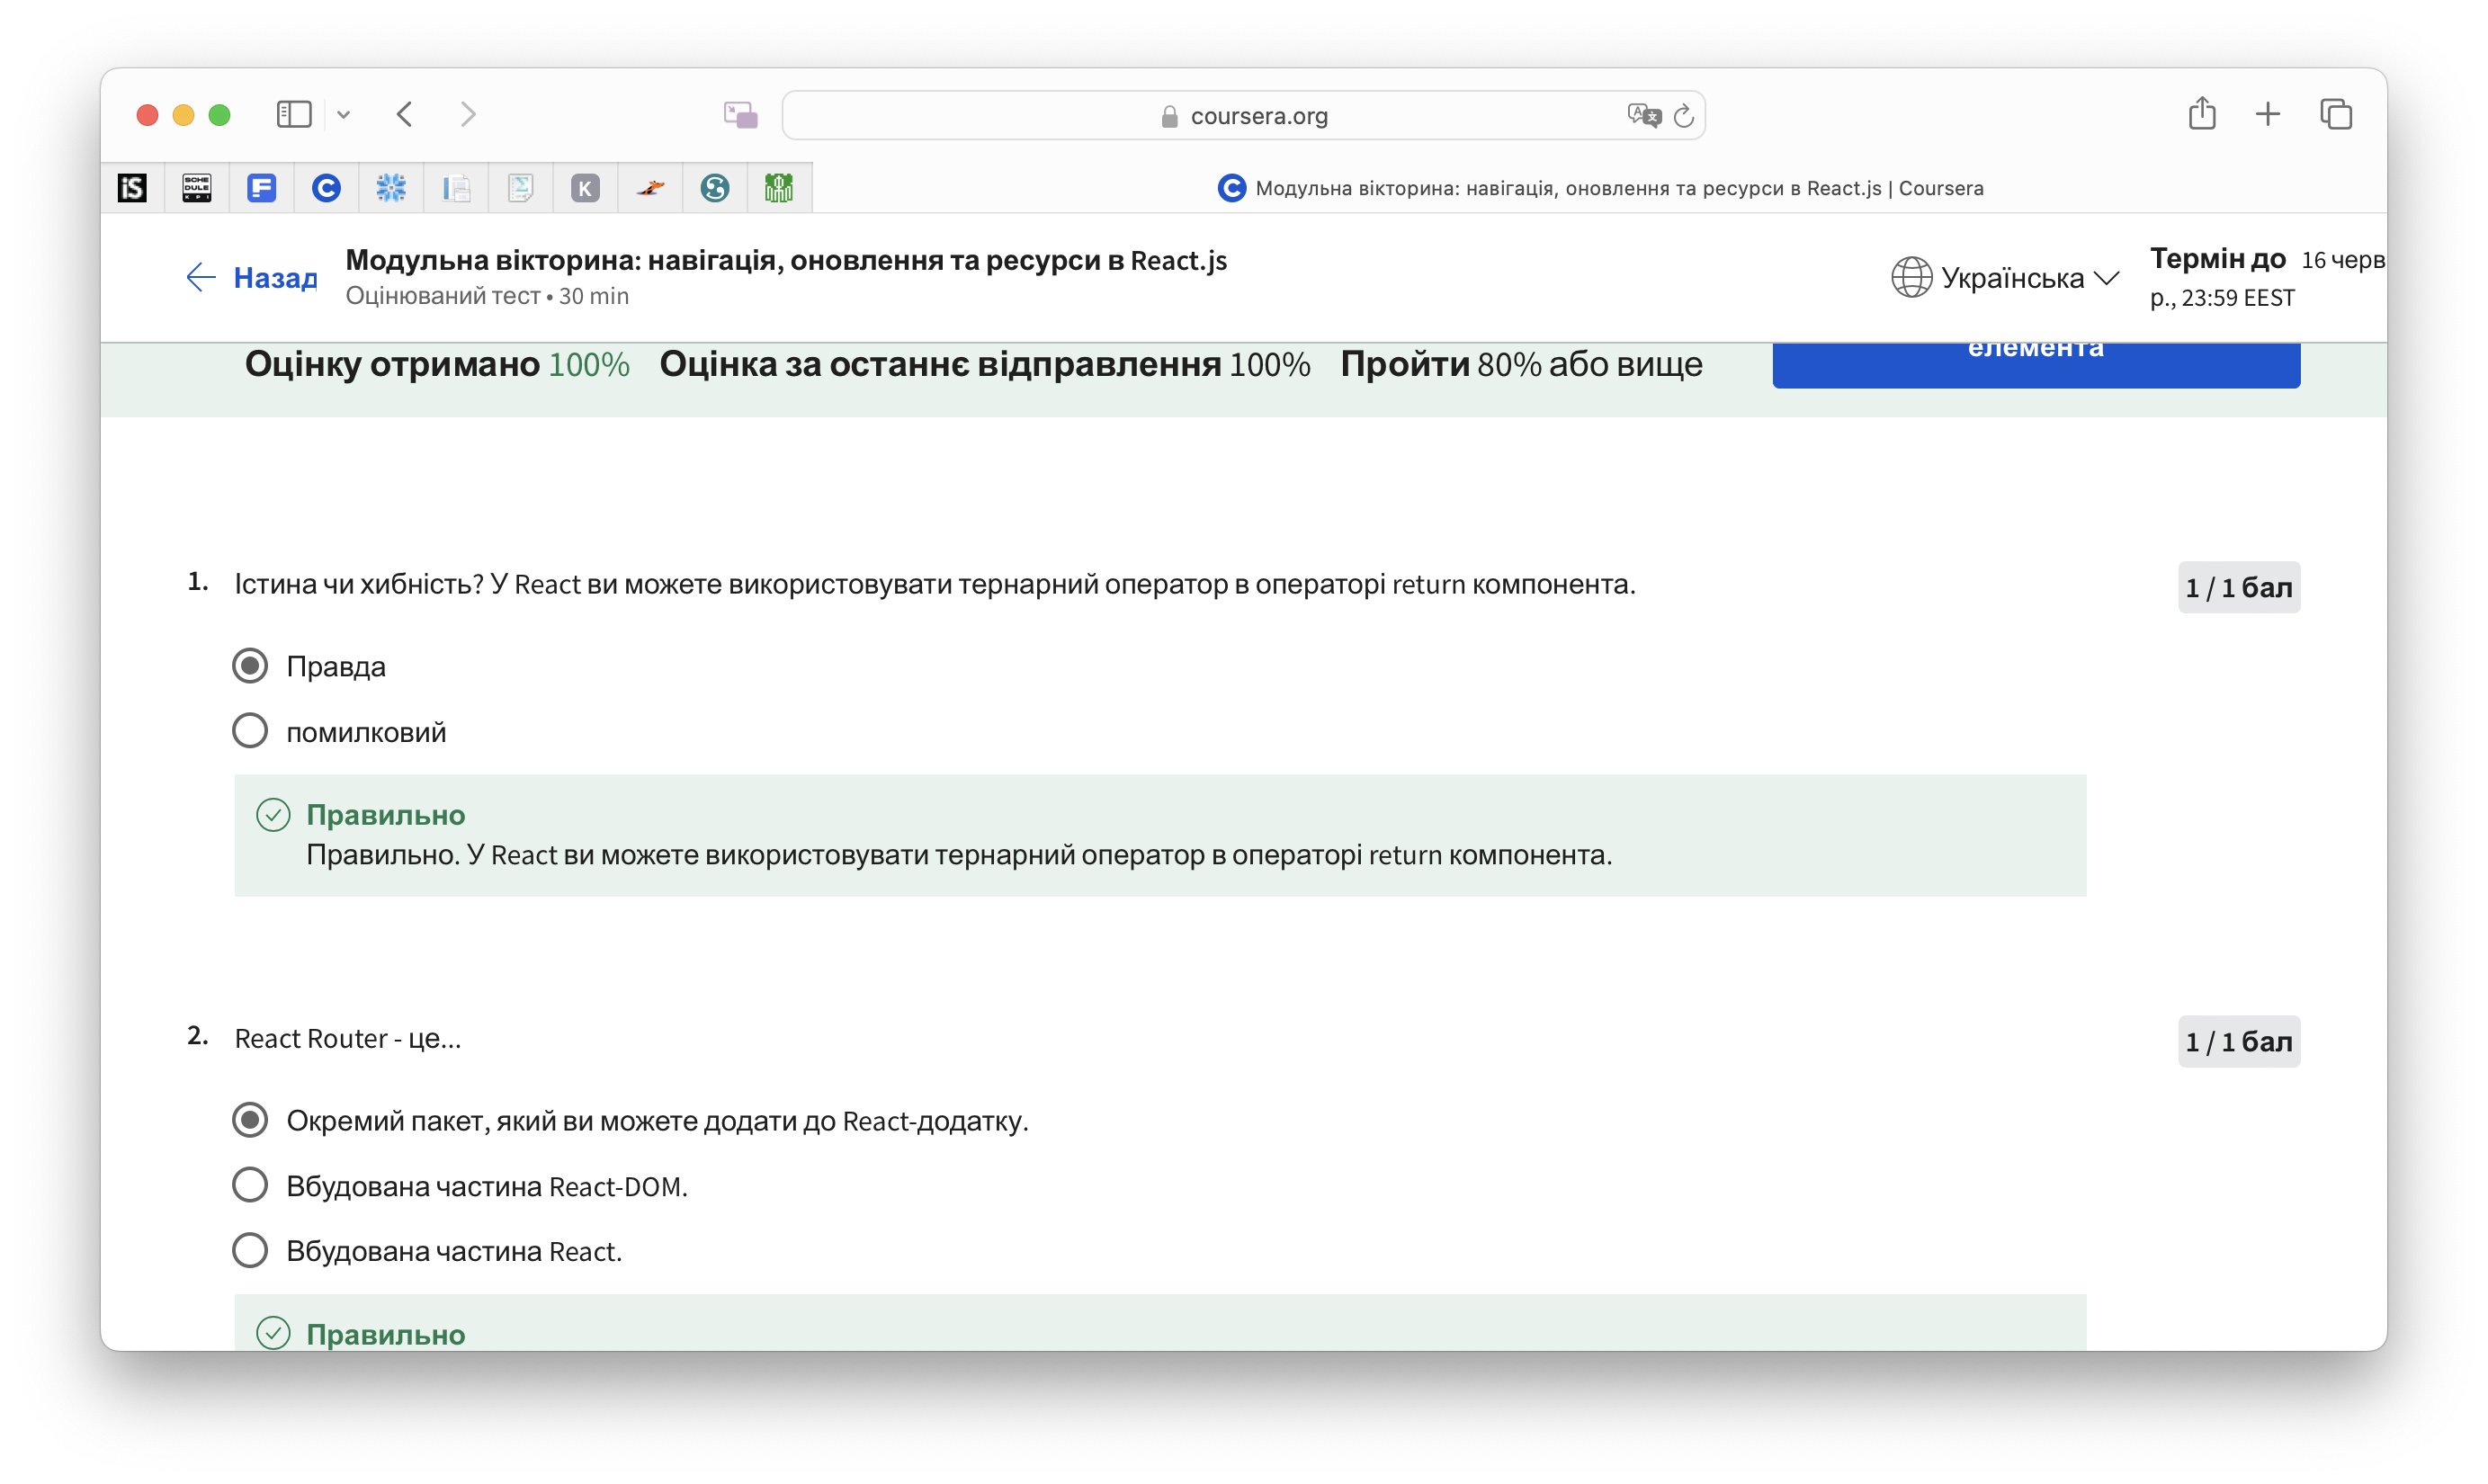 coursera.org
iS
SCHE
DULE
KPI
K
Модульна вікторина: навігація, оновлення та ресурси в React.js | Coursera
Назад
Модульна вікторина: навігація, оновлення та ресурси в React.js
Оцінюваний тест • 30 min
Українська
Термін до 16 черв
р., 23:59 EEST
Оцінку отримано 100% Оцінка за останнє відправлення 100% Пройти 80% або вище
елемента
1. Істина чи хибність? У React ви можете використовувати тернарний оператор в операторі return компонента.
1 / 1 бал
Правда
помилковий
Правильно
Правильно. У React ви можете використовувати тернарний оператор в операторі return компонента.
2. React Router - це...
1 / 1 бал
Окремий пакет, який ви можете додати до React-додатку.
Вбудована частина React-DOM.
Вбудована частина React.
Правильно